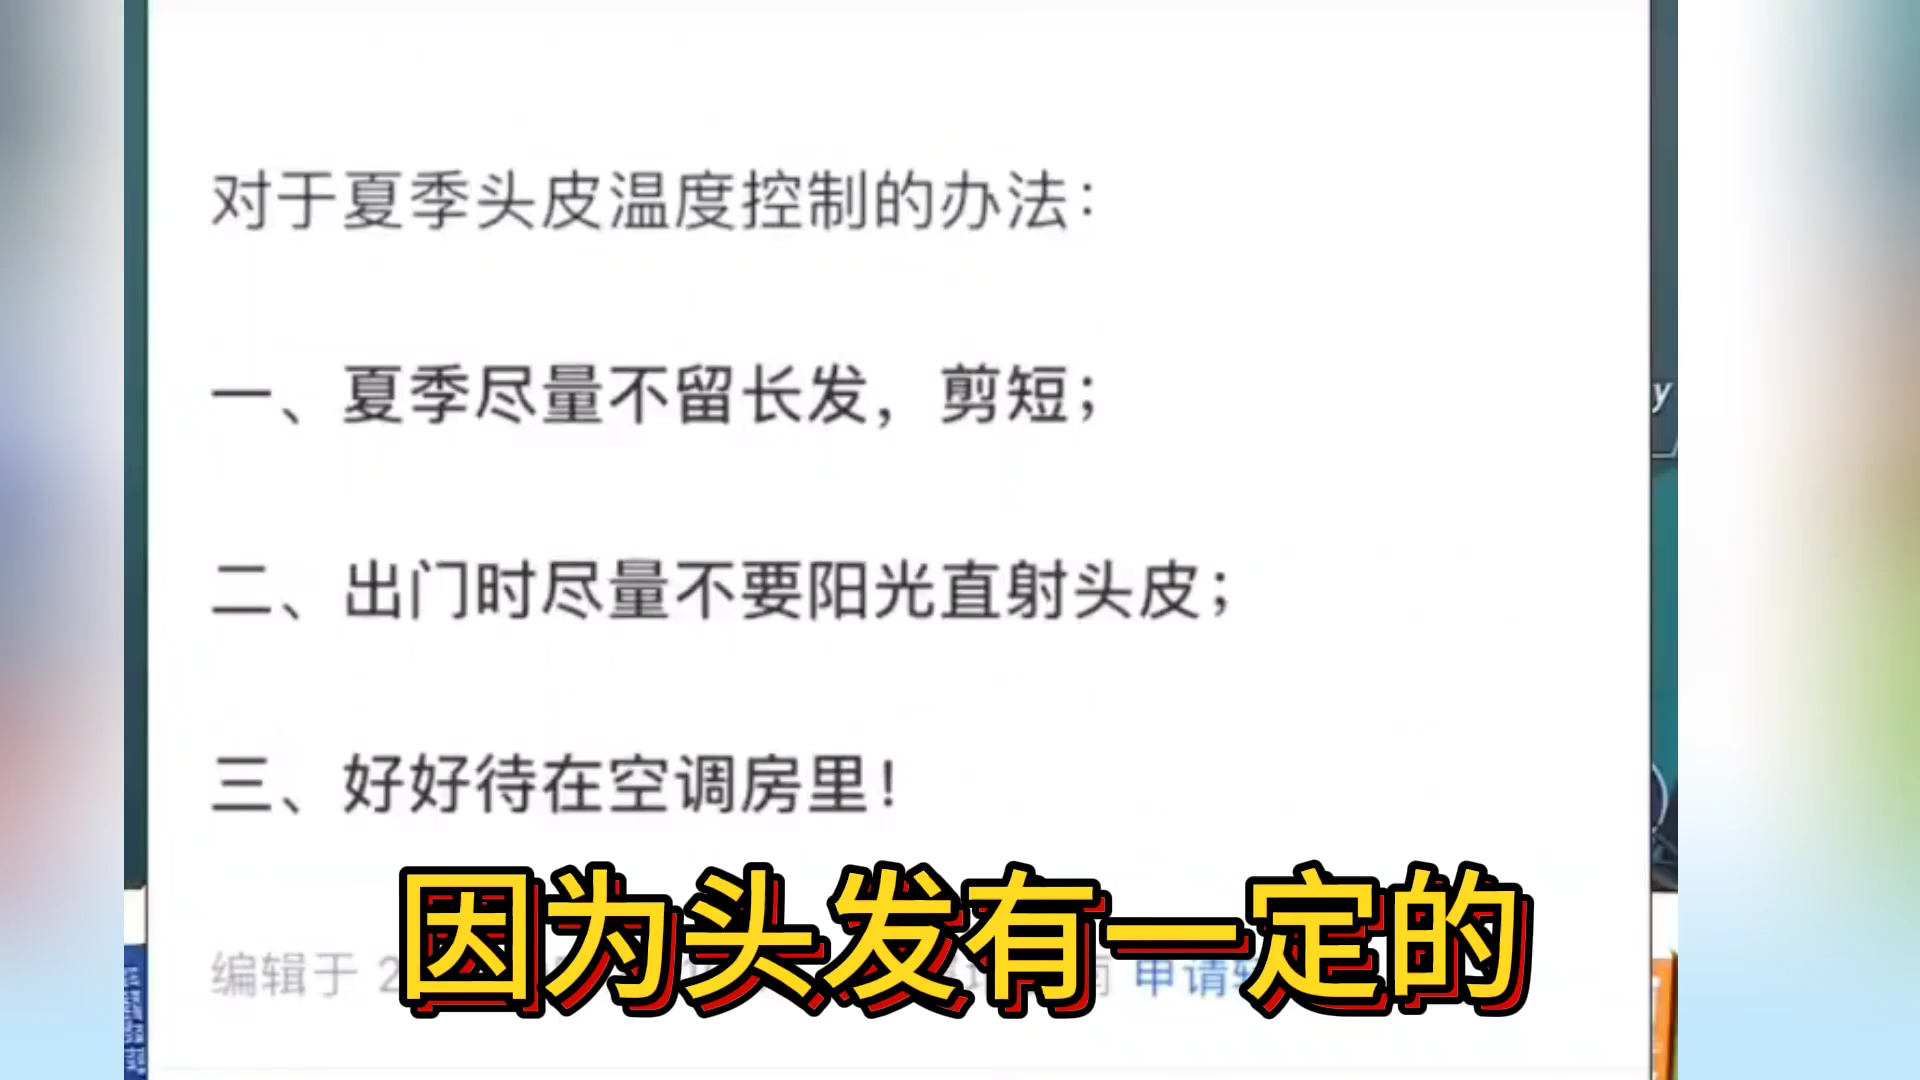 对于夏季头皮温度控制的办法：
一、夏季尽量不留长发，剪短；
二、出门时尽量不要阳光直射头皮；
三、好好待在空调房里！
y
因为头发有一定的
编辑于 2
申请